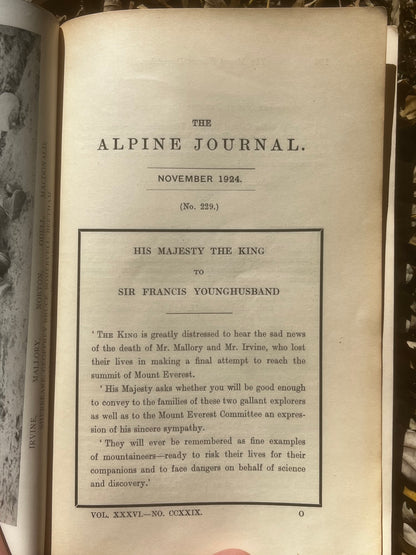 THE
ALPINE JOURNAL.
NOVEMBER 1924.
(No. 229.)
HIS MAJESTY THE KING
TO
SIR FRANCIS YOUNGHUSBAND
' THE KING is greatly distressed to hear the sad news
of the death of Mr. Mallory and Mr. Irvine, who lost
their lives in making a final attempt to reach the
summit of Mount Everest.
' His Majesty asks whether you will be good enough
to convey to the families of these two gallant explorers
as well as to the Mount Everest Committee an expres-
sion of his sincere sympathy.
' They will ever be remembered as fine examples
of mountaineers—ready to risk their lives for their
companions and to face dangers on behalf of science
and discovery.'
VOL. XXXVI.—NO. CCXXIX. O
IRVINE, MALLORY NORTON ODELL MACDONALD